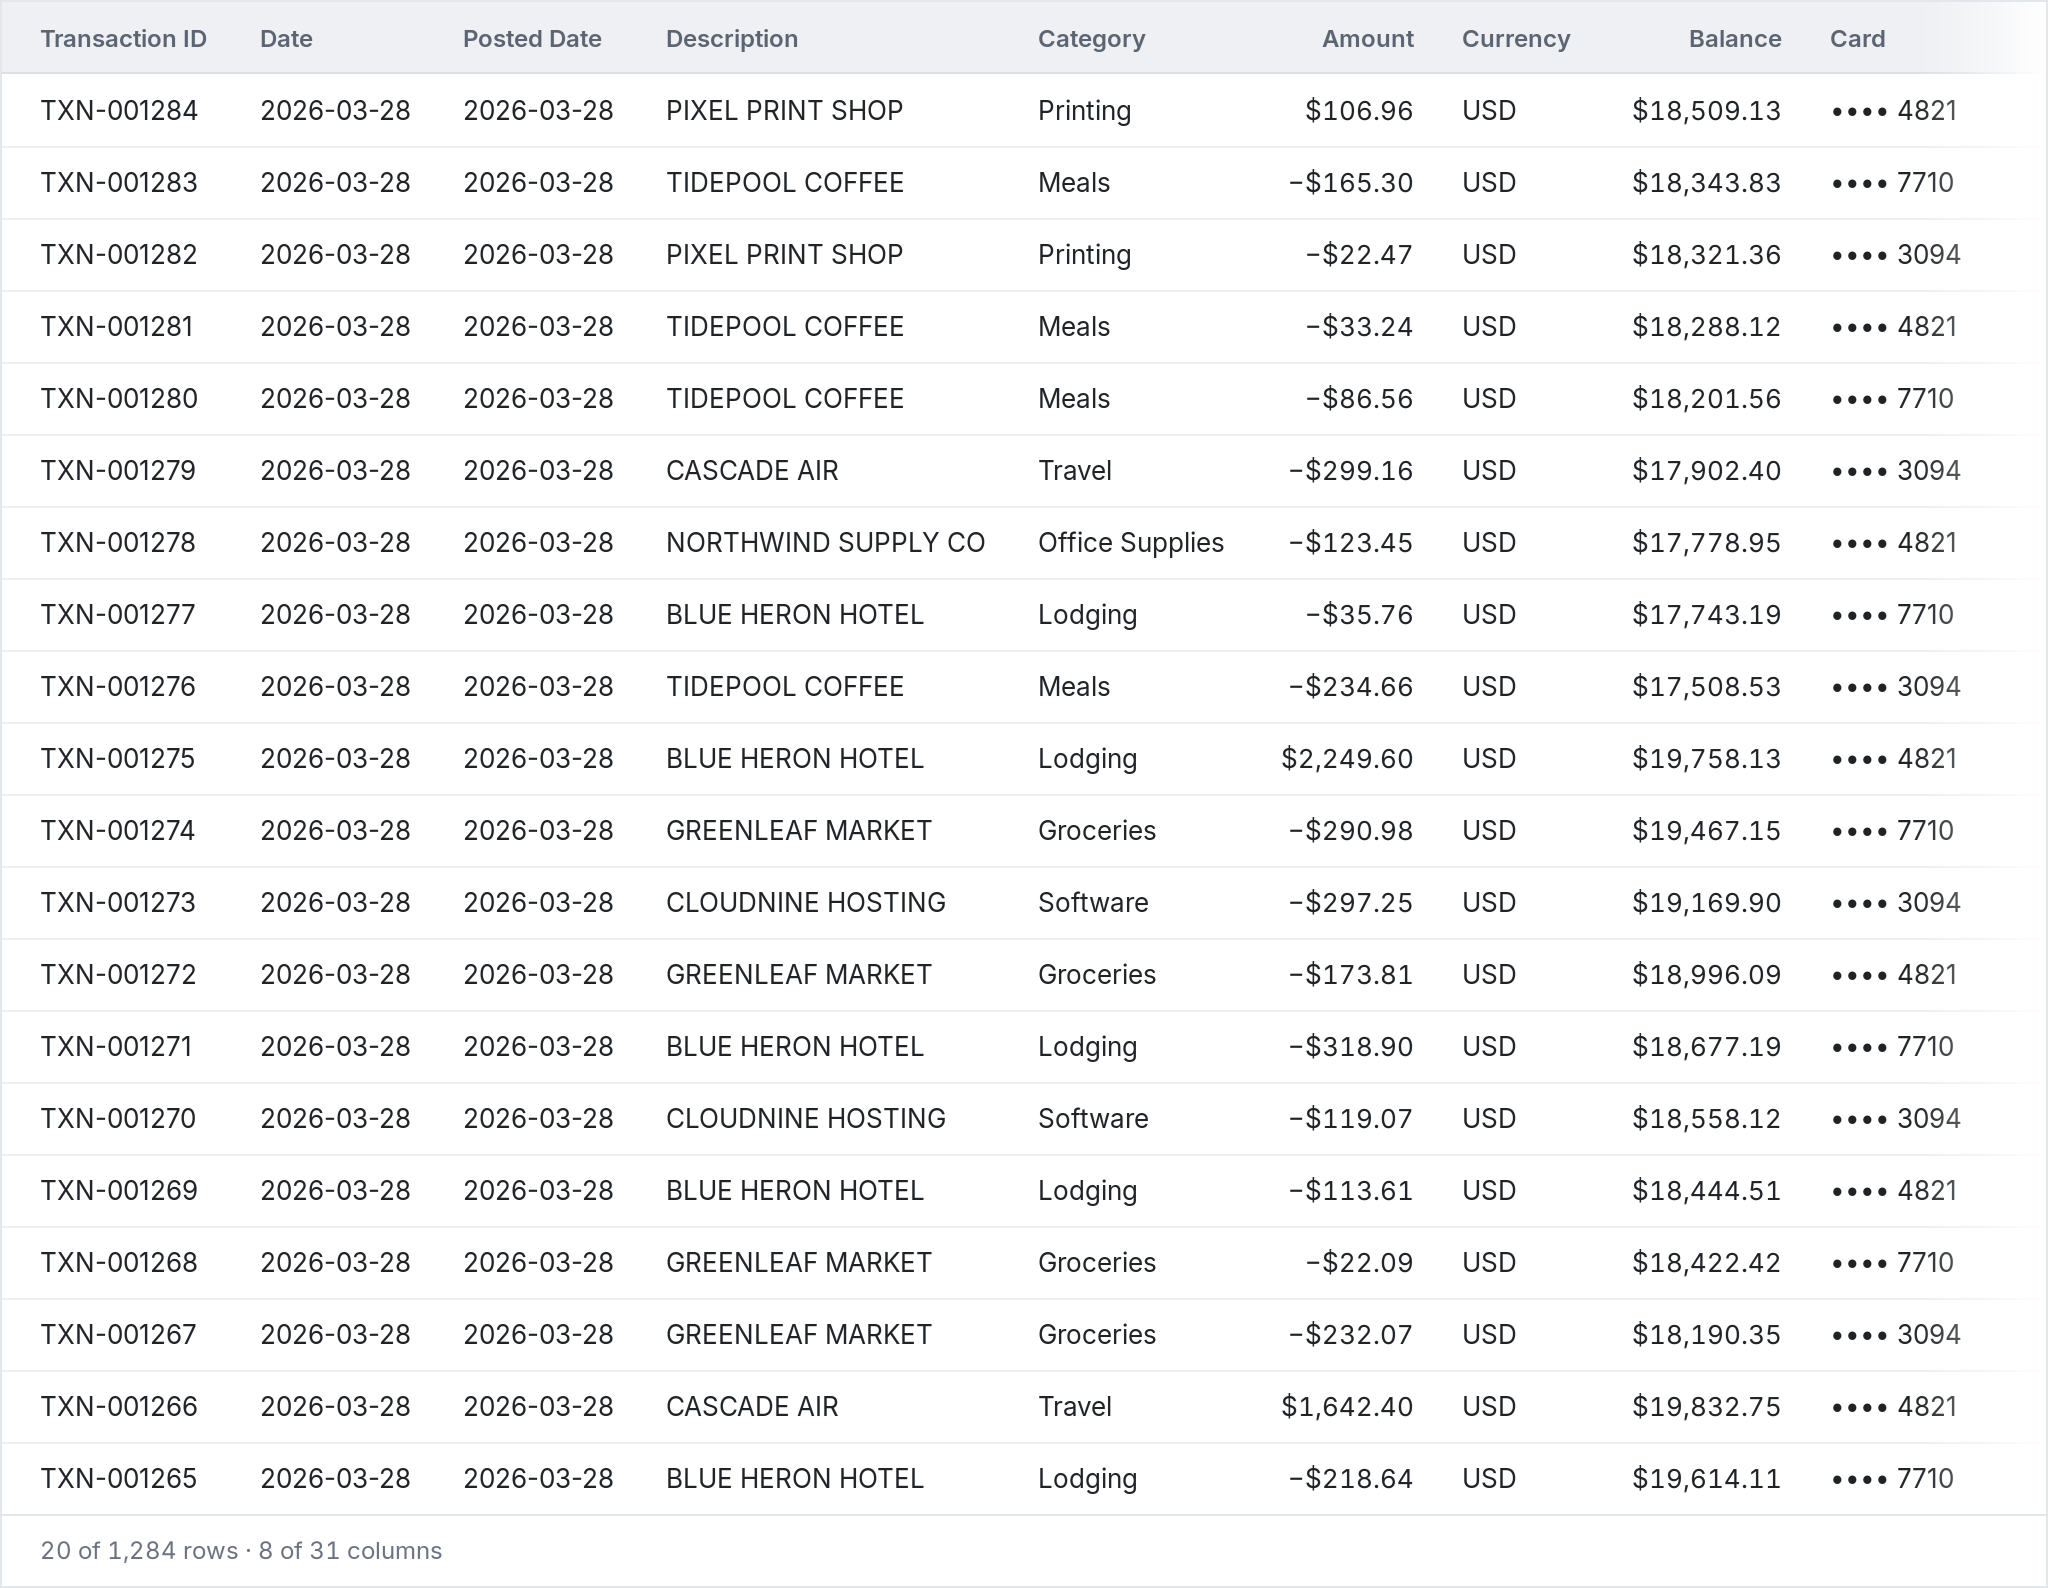 Transaction ID Date Posted Date Description Category Amount Currency Balance Card
TXN-001284 2026-03-28 2026-03-28 PIXEL PRINT SHOP Printing $106.96 USD $18,509.13 •••• 4821
TXN-001283 2026-03-28 2026-03-28 TIDEPOOL COFFEE Meals −$165.30 USD $18,343.83 •••• 7710
TXN-001282 2026-03-28 2026-03-28 PIXEL PRINT SHOP Printing −$22.47 USD $18,321.36 •••• 3094
TXN-001281 2026-03-28 2026-03-28 TIDEPOOL COFFEE Meals −$33.24 USD $18,288.12 •••• 4821
TXN-001280 2026-03-28 2026-03-28 TIDEPOOL COFFEE Meals −$86.56 USD $18,201.56 •••• 7710
TXN-001279 2026-03-28 2026-03-28 CASCADE AIR Travel −$299.16 USD $17,902.40 •••• 3094
TXN-001278 2026-03-28 2026-03-28 NORTHWIND SUPPLY CO Office Supplies −$123.45 USD $17,778.95 •••• 4821
TXN-001277 2026-03-28 2026-03-28 BLUE HERON HOTEL Lodging −$35.76 USD $17,743.19 •••• 7710
TXN-001276 2026-03-28 2026-03-28 TIDEPOOL COFFEE Meals −$234.66 USD $17,508.53 •••• 3094
TXN-001275 2026-03-28 2026-03-28 BLUE HERON HOTEL Lodging $2,249.60 USD $19,758.13 •••• 4821
TXN-001274 2026-03-28 2026-03-28 GREENLEAF MARKET Groceries −$290.98 USD $19,467.15 •••• 7710
TXN-001273 2026-03-28 2026-03-28 CLOUDNINE HOSTING Software −$297.25 USD $19,169.90 •••• 3094
TXN-001272 2026-03-28 2026-03-28 GREENLEAF MARKET Groceries −$173.81 USD $18,996.09 •••• 4821
TXN-001271 2026-03-28 2026-03-28 BLUE HERON HOTEL Lodging −$318.90 USD $18,677.19 •••• 7710
TXN-001270 2026-03-28 2026-03-28 CLOUDNINE HOSTING Software −$119.07 USD $18,558.12 •••• 3094
TXN-001269 2026-03-28 2026-03-28 BLUE HERON HOTEL Lodging −$113.61 USD $18,444.51 •••• 4821
TXN-001268 2026-03-28 2026-03-28 GREENLEAF MARKET Groceries −$22.09 USD $18,422.42 •••• 7710
TXN-001267 2026-03-28 2026-03-28 GREENLEAF MARKET Groceries −$232.07 USD $18,190.35 •••• 3094
TXN-001266 2026-03-28 2026-03-28 CASCADE AIR Travel $1,642.40 USD $19,832.75 •••• 4821
TXN-001265 2026-03-28 2026-03-28 BLUE HERON HOTEL Lodging −$218.64 USD $19,614.11 •••• 7710
20 of 1,284 rows · 8 of 31 columns